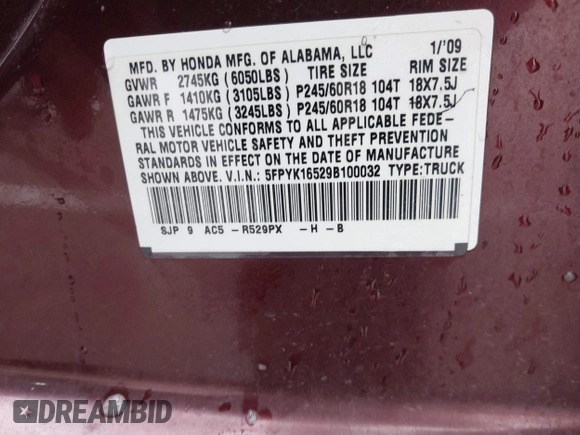 MFD. BY HONDA MFG. OF ALABAMA, LLC 1/'09
GVWR 2745KG (6050LBS) TIRE SIZE RIM SIZE
GAWR F 1410KG (3105LBS) P245/60R18 104T 18X7.5J
GAWR R 1475KG (3245LBS) P245/60R18 104T 18X7.5J
THIS VEHICLE CONFORMS TO ALL APPLICABLE FEDE-
RAL MOTOR VEHICLE SAFETY AND THEFT PREVENTION
STANDARDS IN EFFECT ON THE DATE OF MANUFACTURE
SHOWN ABOVE. V.I.N.: 5FPYK16529B100032 TYPE:TRUCK
SJP 9 AC5 -R529PX -H -B
DREAMBID